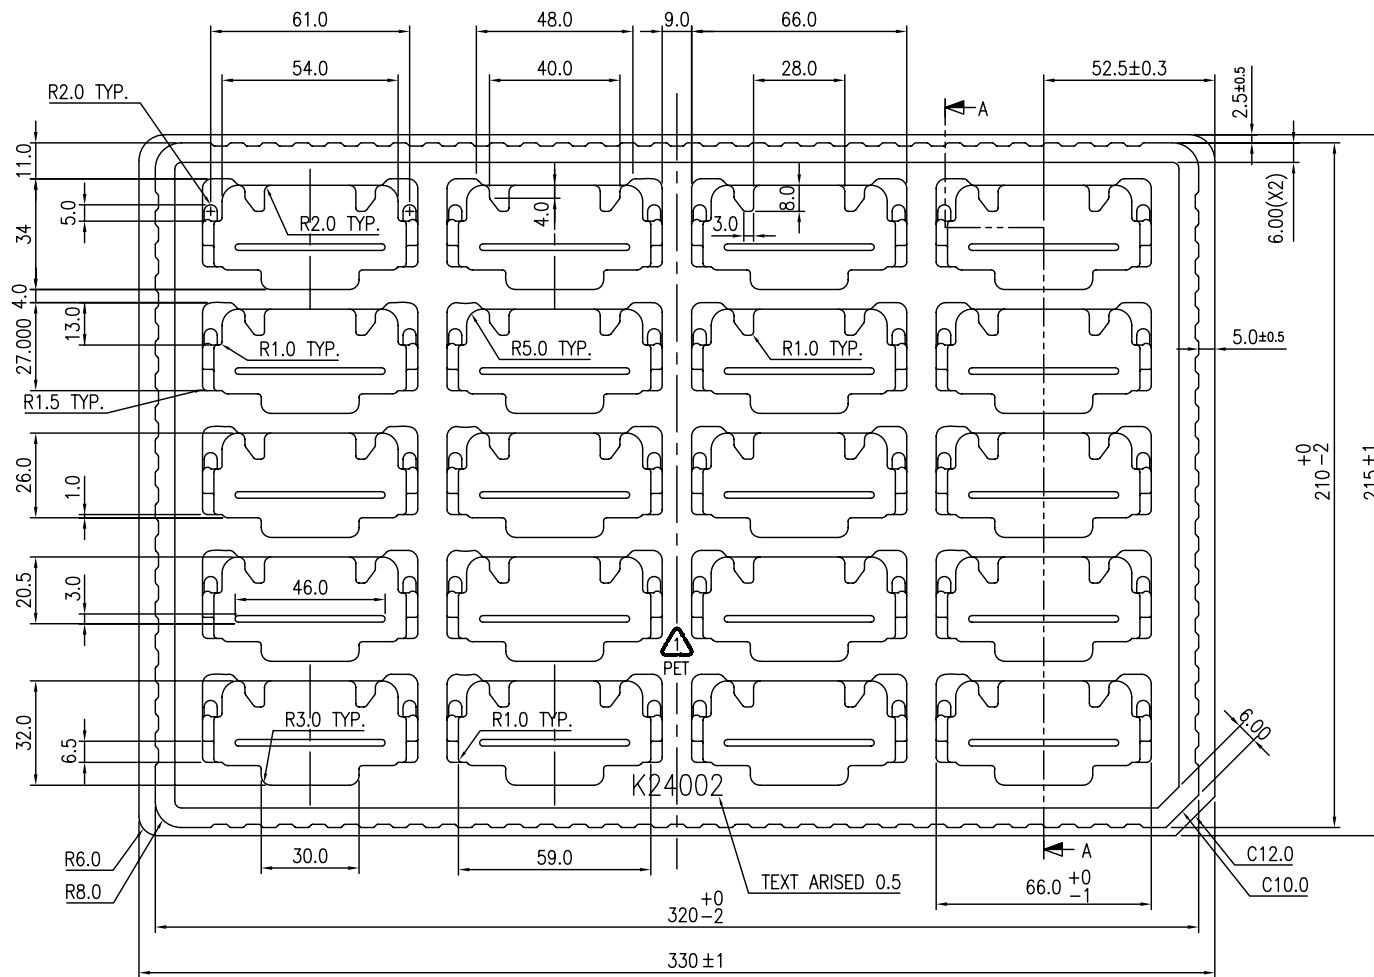 61.0
48.0
9.0
66.0
54.0
40.0
28.0
52.5±0.3
2.5±0.5
R2.0 TYP.
A
11.0
5.0
34
R2.0 TYP.
4.0
8.0
3.0
6.00(X2)
4.0
13.0
27.000
R1.0 TYP.
R5.0 TYP.
R1.0 TYP.
5.0±0.5
R1.5 TYP.
26.0
1.0
+0
210-2
215±1
20.5
3.0
46.0
1
PET
32.0
6.5
R3.0 TYP.
R1.0 TYP.
6.00
K24002
R6.0
R8.0
30.0
59.0
TEXT ARISED 0.5
A
C12.0
C10.0
66.0 +0
-1
+0
320-2
330±1